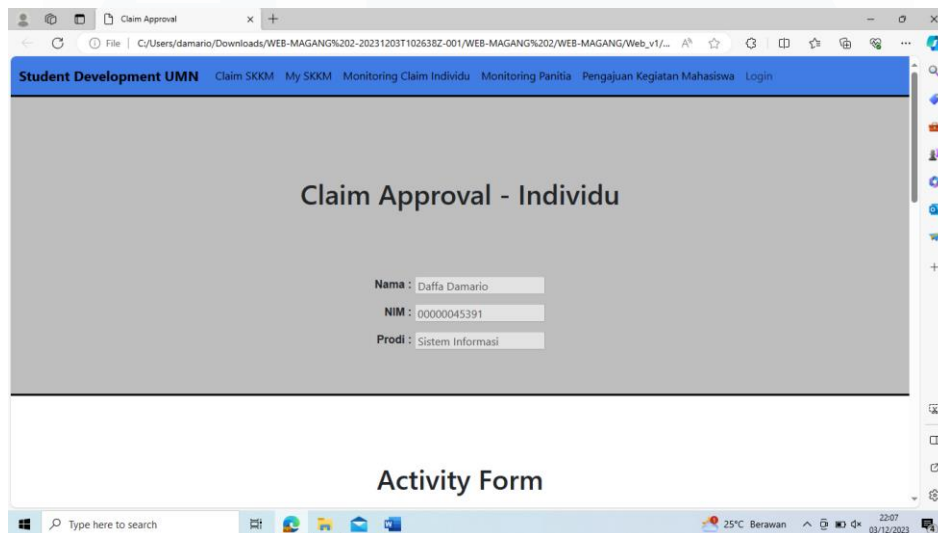 Claim Approval
File C:/Users/damario/Downloads/WEB-MAGANG%202-20231203T102638Z-001/WEB-MAGANG%202/WEB-MAGANG/Web_v1/...
Student Development UMN Claim SKKM My SKKM Monitoring Claim Individu Monitoring Panitia Pengajuan Kegiatan Mahasiswa Login
Claim Approval - Individu
Nama : Daffa Damario
NIM : 00000045391
Prodi : Sistem Informasi
Activity Form
Type here to search 25°C Berawan 22:07
03/12/2023